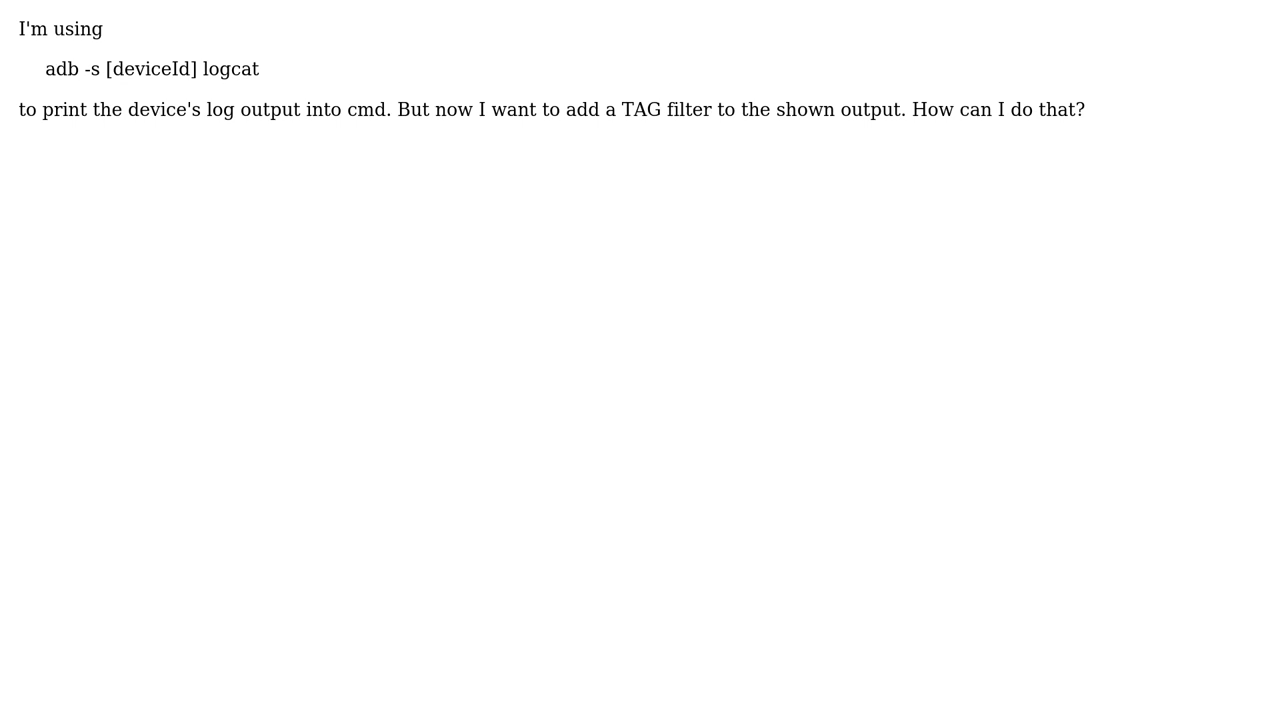 I'm using
adb -s [deviceId] logcat
to print the device's log output into cmd. But now I want to add a TAG filter to the shown output. How can I do that?